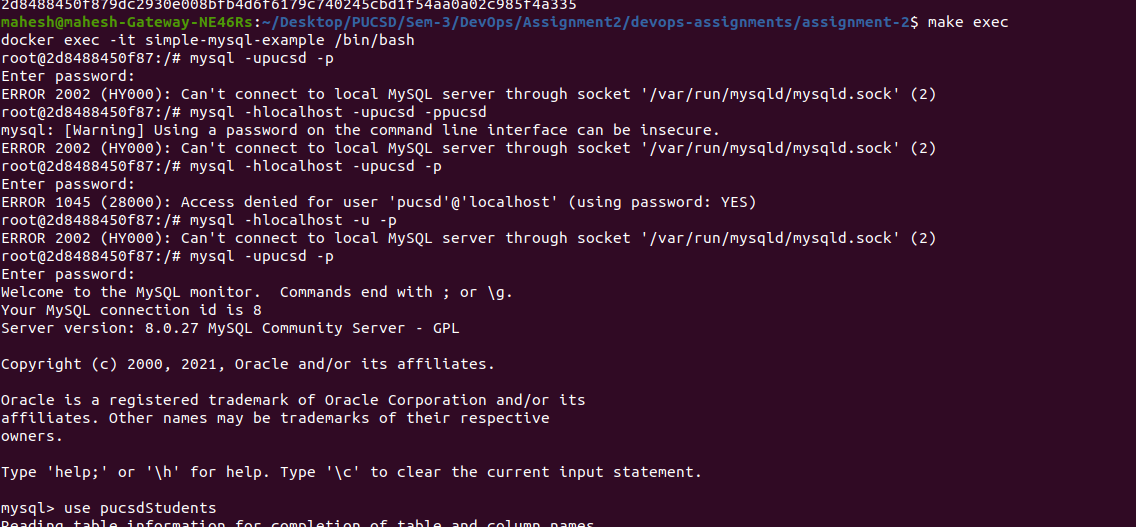 2d8488450f879dc2930e008bfb4d6f6179c740245cbd1f54aa0a02c985f4a335
mahesh@mahesh-Gateway-NE46Rs:~/Desktop/PUCSD/Sem-3/DevOps/Assignment2/devops-assignments/assignment-2$ make exec
docker exec -it simple-mysql-example /bin/bash
root@2d8488450f87:/# mysql -upucsd -p
Enter password:
ERROR 2002 (HY000): Can't connect to local MySQL server through socket '/var/run/mysqld/mysqld.sock' (2)
root@2d8488450f87:/# mysql -hlocalhost -upucsd -ppucsd
mysql: [Warning] Using a password on the command line interface can be insecure.
ERROR 2002 (HY000): Can't connect to local MySQL server through socket '/var/run/mysqld/mysqld.sock' (2)
root@2d8488450f87:/# mysql -hlocalhost -upucsd -p
Enter password:
ERROR 1045 (28000): Access denied for user 'pucsd'@'localhost' (using password: YES)
root@2d8488450f87:/# mysql -hlocalhost -u -p
ERROR 2002 (HY000): Can't connect to local MySQL server through socket '/var/run/mysqld/mysqld.sock' (2)
root@2d8488450f87:/# mysql -upucsd -p
Enter password:
Welcome to the MySQL monitor.  Commands end with ; or \g.
Your MySQL connection id is 8
Server version: 8.0.27 MySQL Community Server - GPL
Copyright (c) 2000, 2021, Oracle and/or its affiliates.
Oracle is a registered trademark of Oracle Corporation and/or its
affiliates. Other names may be trademarks of their respective
owners.
Type 'help;' or '\h' for help. Type '\c' to clear the current input statement.
mysql> use pucsdStudents
Reading table information for completion of table and column names